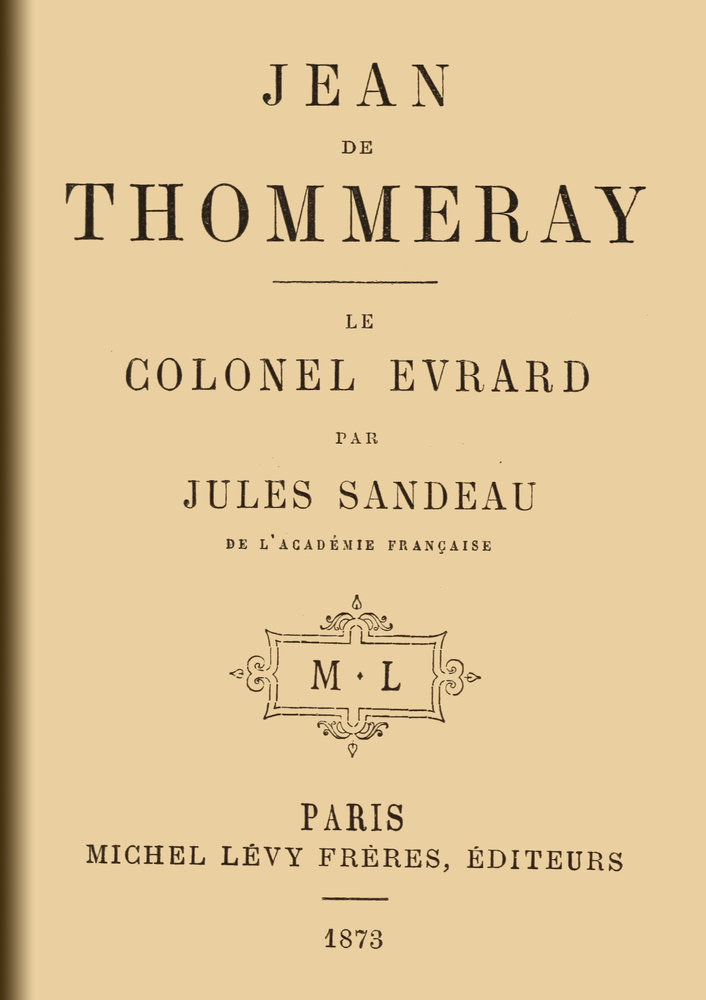 JEAN
DE
THOMMERAY
LE
COLONEL EVRARD
PAR
JULES SANDEAU
DE L'ACADÉMIE FRANÇAISE
M · L
PARIS
MICHEL LÉVY FRÈRES, ÉDITEURS
1873